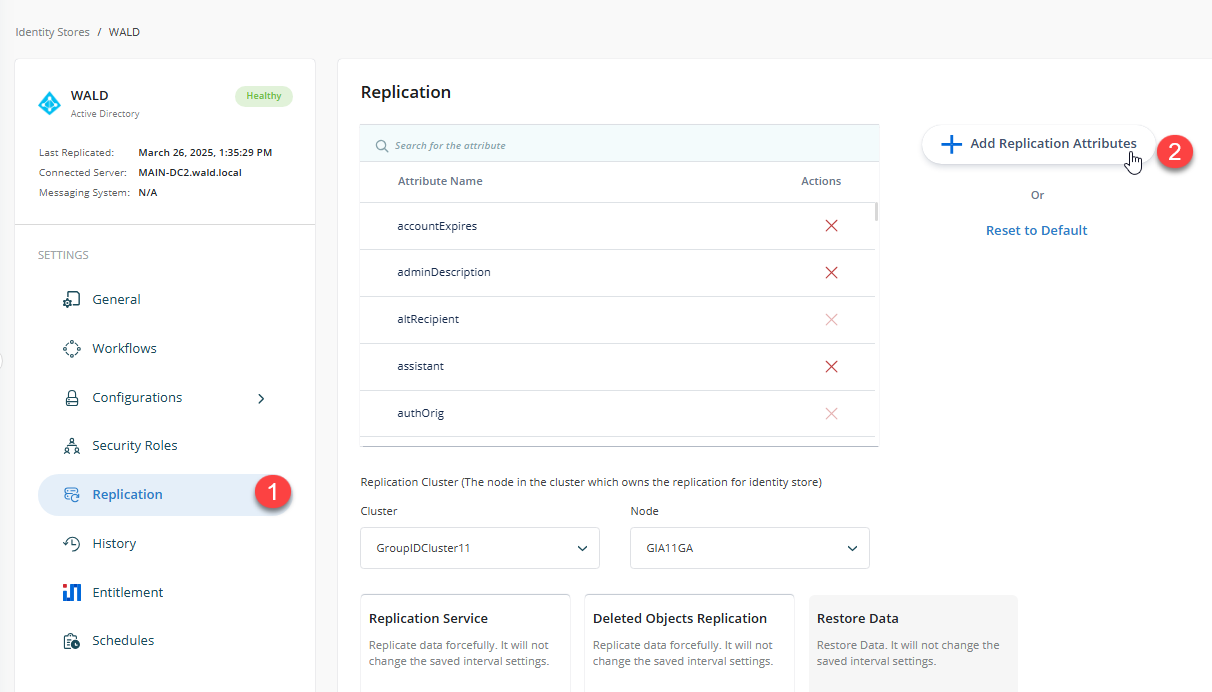 Identity Stores / WALD
WALD
Healthy
Active Directory
Last Replicated: March 26, 2025, 1:35:29 PM
Connected Server: MAIN-DC2.wald.local
Messaging System: N/A
SETTINGS
General
Workflows
Configurations
Security Roles
Replication
1
History
Entitlement
Schedules
Replication
Search for the attribute
Attribute Name Actions
accountExpires
adminDescription
altRecipient
assistant
authOrig
Add Replication Attributes
2
Or
Reset to Default
Replication Cluster (The node in the cluster which owns the replication for identity store)
Cluster
GroupIDCluster11
Node
GIA11GA
Replication Service
Replicate data forcefully. It will not
change the saved interval settings.
Deleted Objects Replication
Replicate data forcefully. It will not
change the saved interval settings.
Restore Data
Restore Data. It will not change the
saved interval settings.